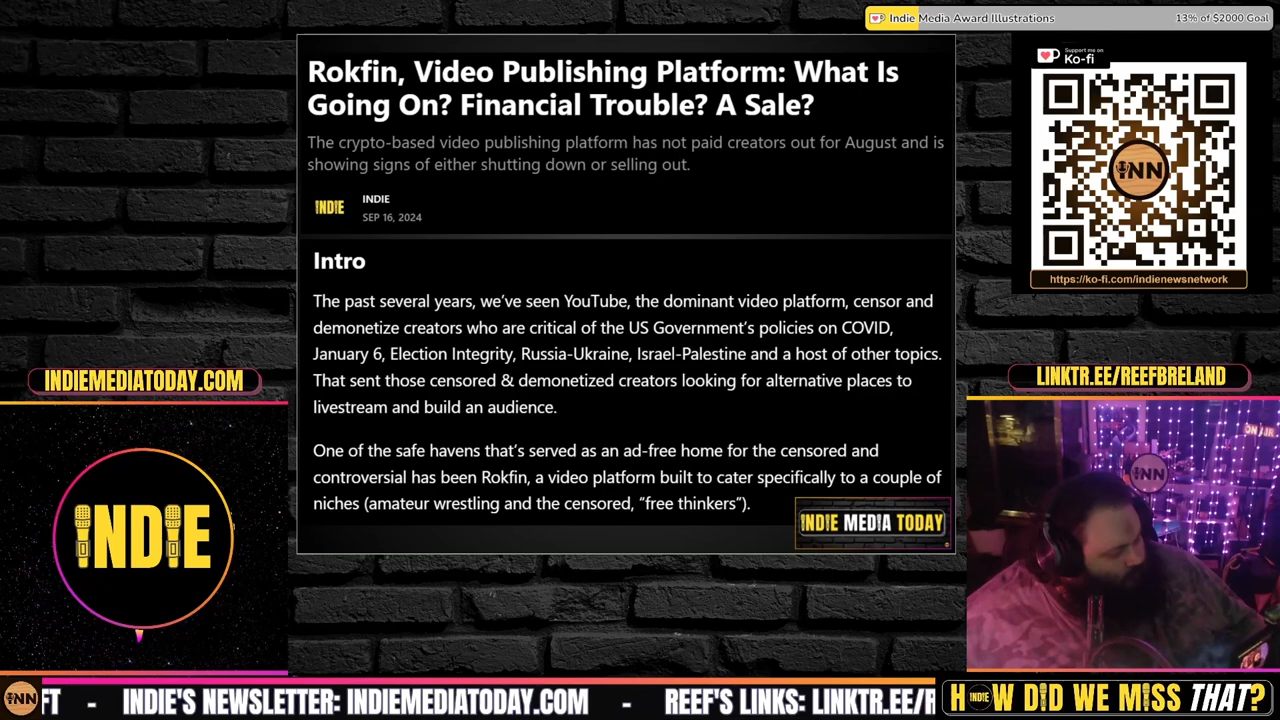 Indie Media Award Illustrations
13% of $2000 Goal
Rokfin, Video Publishing Platform: What Is
Going On? Financial Trouble? A Sale?
The crypto-based video publishing platform has not paid creators out for August and is
showing signs of either shutting down or selling out.
INDIE
INDIE
SEP 16, 2024
Intro
The past several years, we've seen YouTube, the dominant video platform, censor and
demonetize creators who are critical of the US Government's policies on COVID,
January 6, Election Integrity, Russia-Ukraine, Israel-Palestine and a host of other topics.
That sent those censored & demonetized creators looking for alternative places to
livestream and build an audience.
One of the safe havens that's served as an ad-free home for the censored and
controversial has been Rokfin, a video platform built to cater specifically to a couple of
niches (amateur wrestling and the censored, "free thinkers").
INDIE MEDIA TODAY
Support me on
Ko-fi
INN
https://ko-fi.com/indienewsnetwork
INDIEMEDIATODAY.COM
INDIE
LINKTR.EE/REEFBRELAND
ON AIR
INN
INN
FT - INDIE'S NEWSLETTER: INDIEMEDIATODAY.COM - REEF'S LINKS: LINKTR.EE/R
HOW DID WE MISS THAT?
INDIE